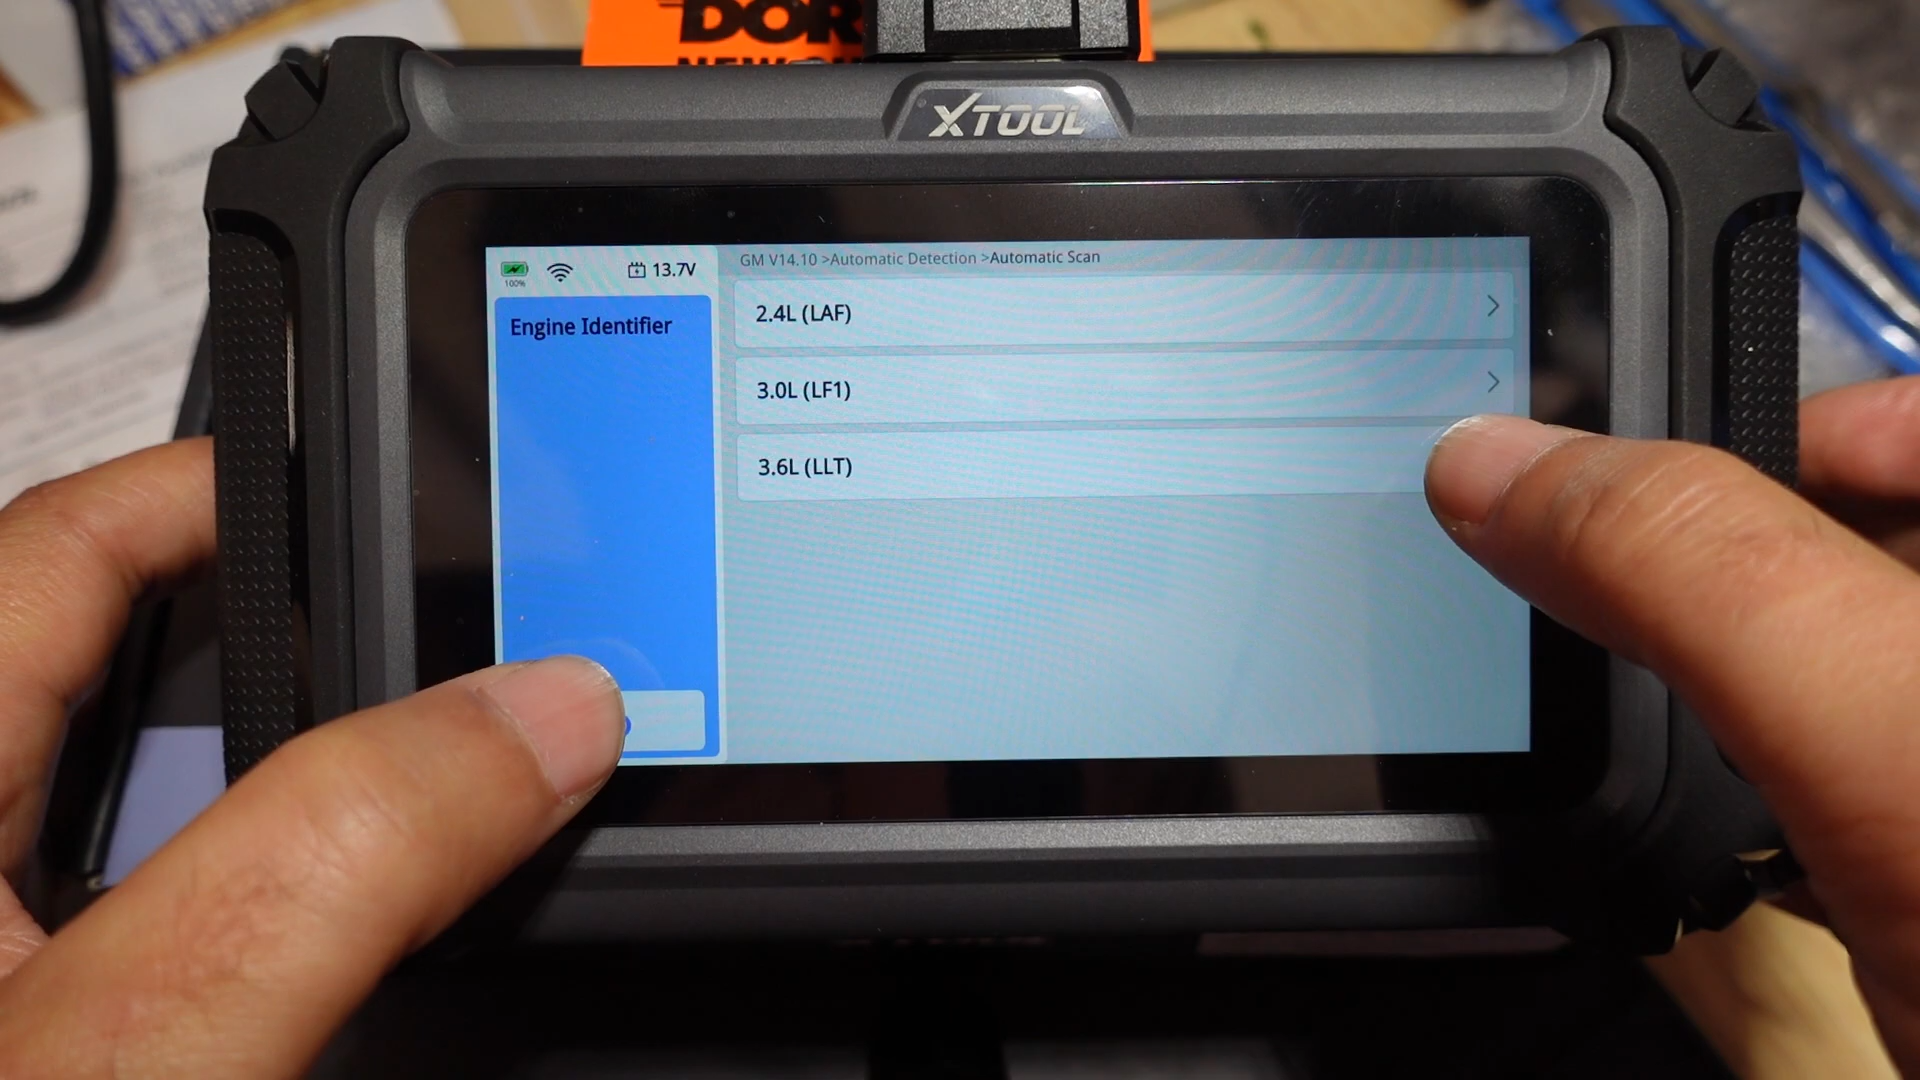 DOR
XTOOL
100%
13.7V
GM V14.10 >Automatic Detection >Automatic Scan
Engine Identifier
2.4L (LAF)
3.0L (LF1)
3.6L (LLT)